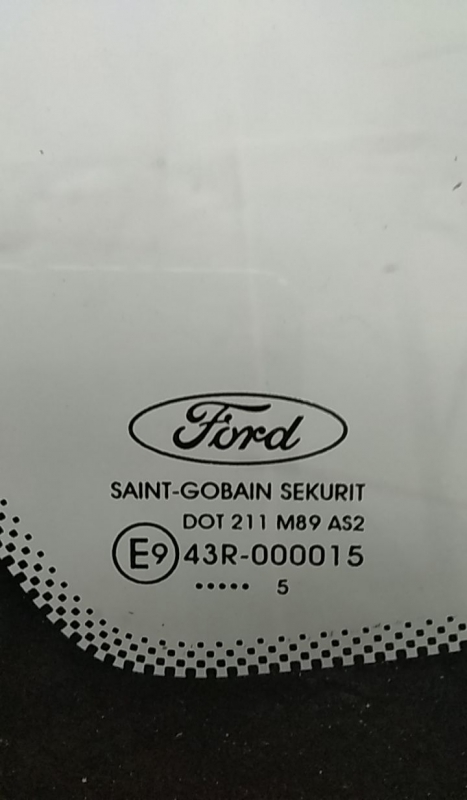 Ford
SAINT-GOBAIN SEKURIT
DOT 211 M89 AS2
E9 43R-000015
..... 5